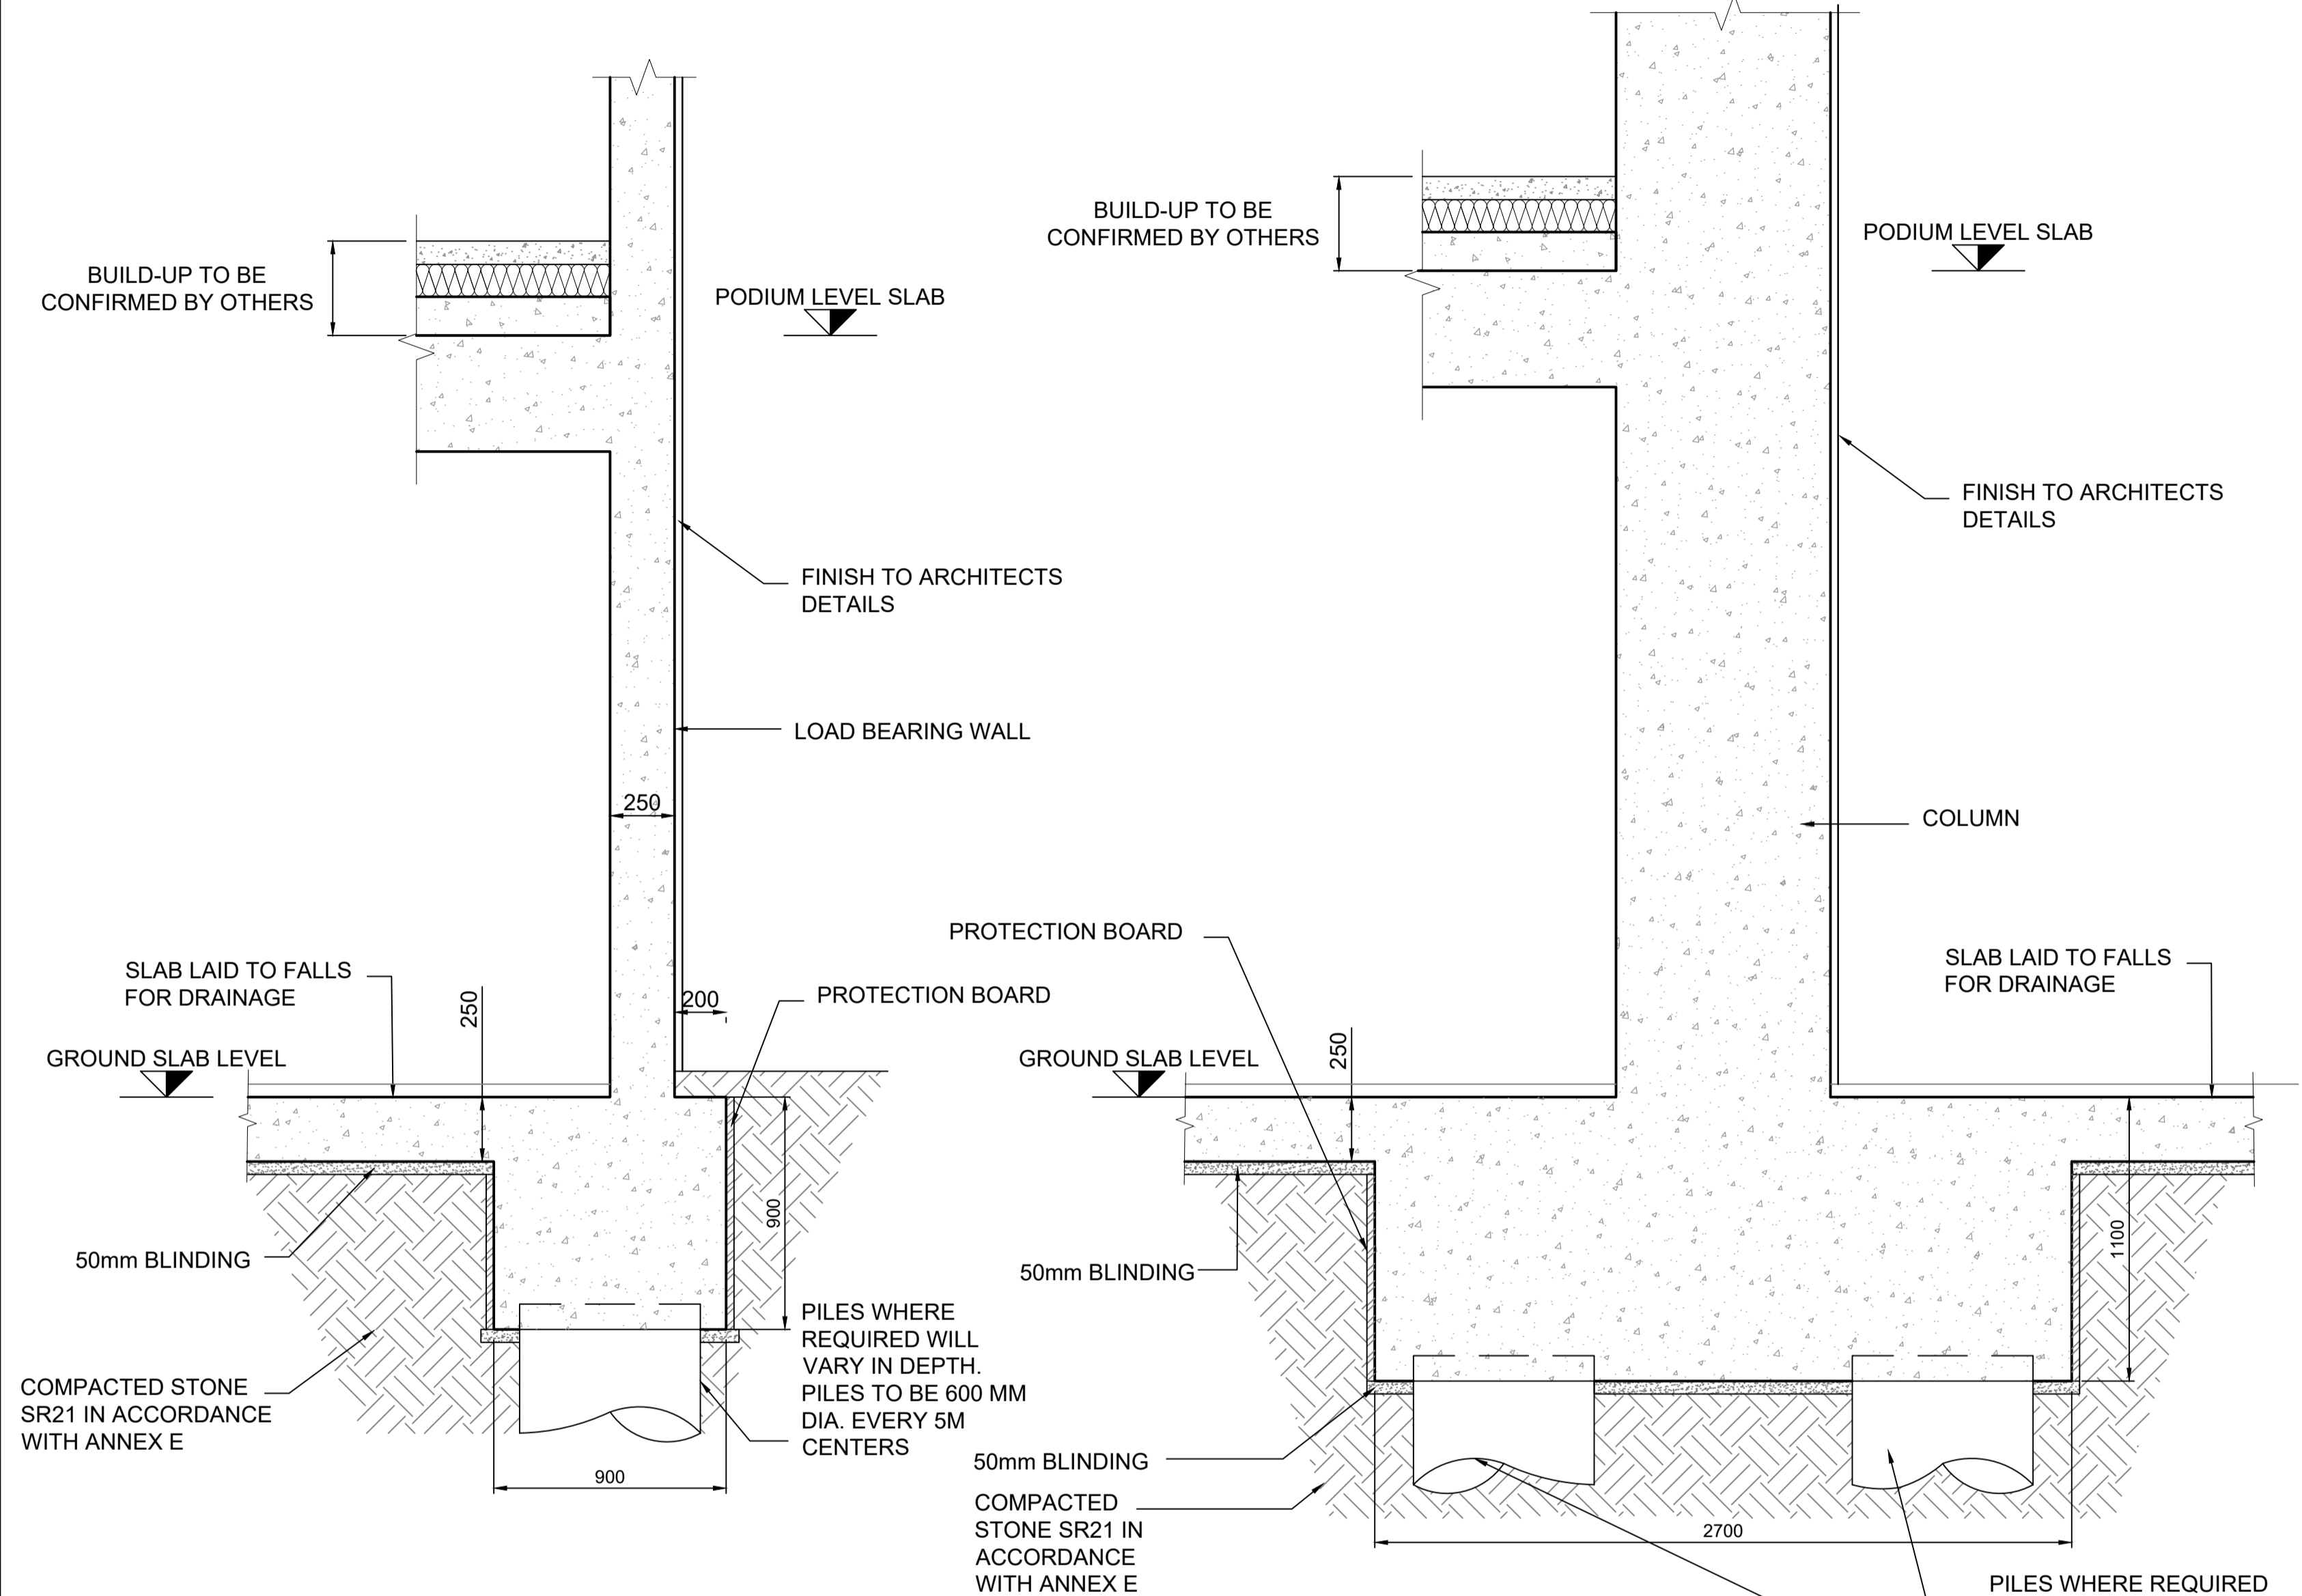 BUILD-UP TO BE
CONFIRMED BY OTHERS
PODIUM LEVEL SLAB
FINISH TO ARCHITECTS
DETAILS
LOAD BEARING WALL
250
SLAB LAID TO FALLS
FOR DRAINAGE
250
200
PROTECTION BOARD
GROUND SLAB LEVEL
900
50mm BLINDING
PILES WHERE
REQUIRED WILL
VARY IN DEPTH.
PILES TO BE 600 MM
DIA. EVERY 5M
CENTERS
COMPACTED STONE
SR21 IN ACCORDANCE
WITH ANNEX E
900
BUILD-UP TO BE
CONFIRMED BY OTHERS
PODIUM LEVEL SLAB
FINISH TO ARCHITECTS
DETAILS
COLUMN
PROTECTION BOARD
SLAB LAID TO FALLS
FOR DRAINAGE
250
GROUND SLAB LEVEL
1100
50mm BLINDING
50mm BLINDING
COMPACTED
STONE SR21 IN
ACCORDANCE
WITH ANNEX E
2700
PILES WHERE REQUIRED